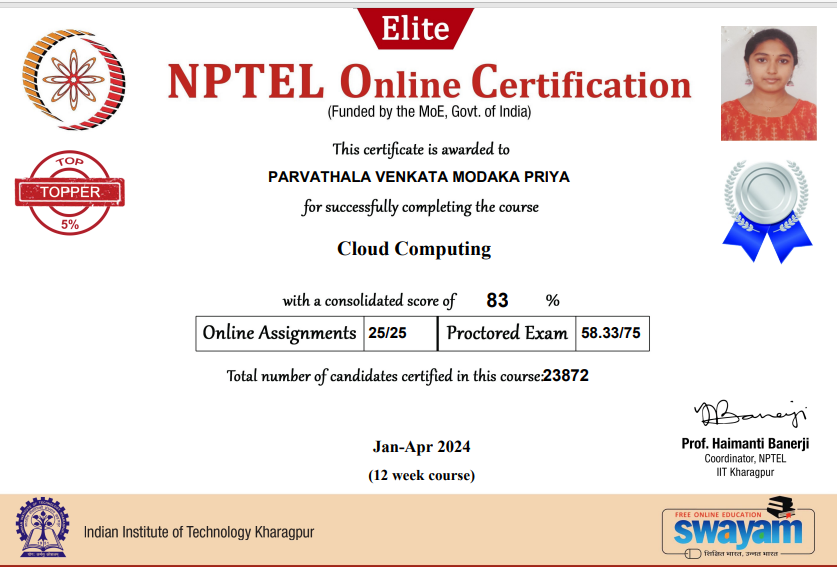 Elite
NPTEL Online Certification
(Funded by the MoE, Govt. of India)
This certificate is awarded to
PARVATHALA VENKATA MODAKA PRIYA
for successfully completing the course
TOP
TOPPER
5%
Cloud Computing
with a consolidated score of 83 %
Online Assignments 25/25 Proctored Exam 58.33/75
Total number of candidates certified in this course:23872
Jan-Apr 2024
(12 week course)
Prof. Haimanti Banerji
Coordinator, NPTEL
IIT Kharagpur
Indian Institute of Technology Kharagpur
FREE ONLINE EDUCATION
swayam
शिक्षित भारत, उन्नत भारत